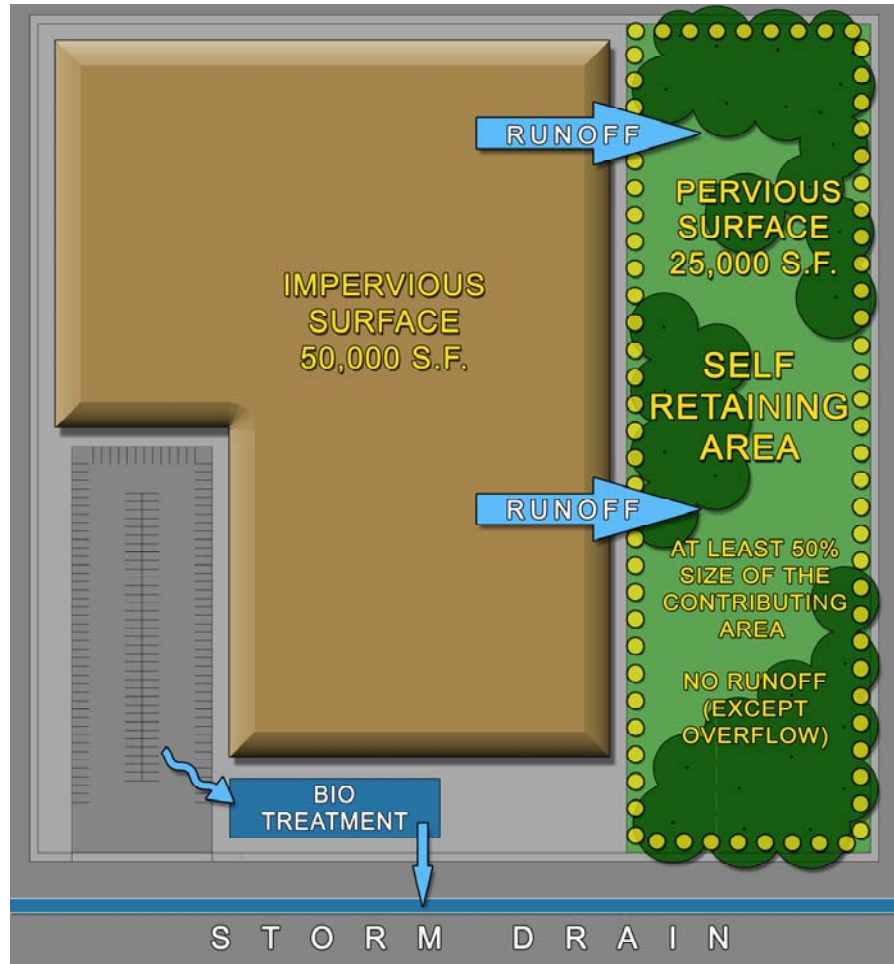 RUNOFF
PERVIOUS
SURFACE
25,000 S.F.
IMPERVIOUS
SURFACE
50,000 S.F.
SELF
RETAINING
AREA
RUNOFF
AT LEAST 50%
SIZE OF THE
CONTRIBUTING
AREA
NO RUNOFF
(EXCEPT
OVERFLOW)
BIO
TREATMENT
STORM DRAIN